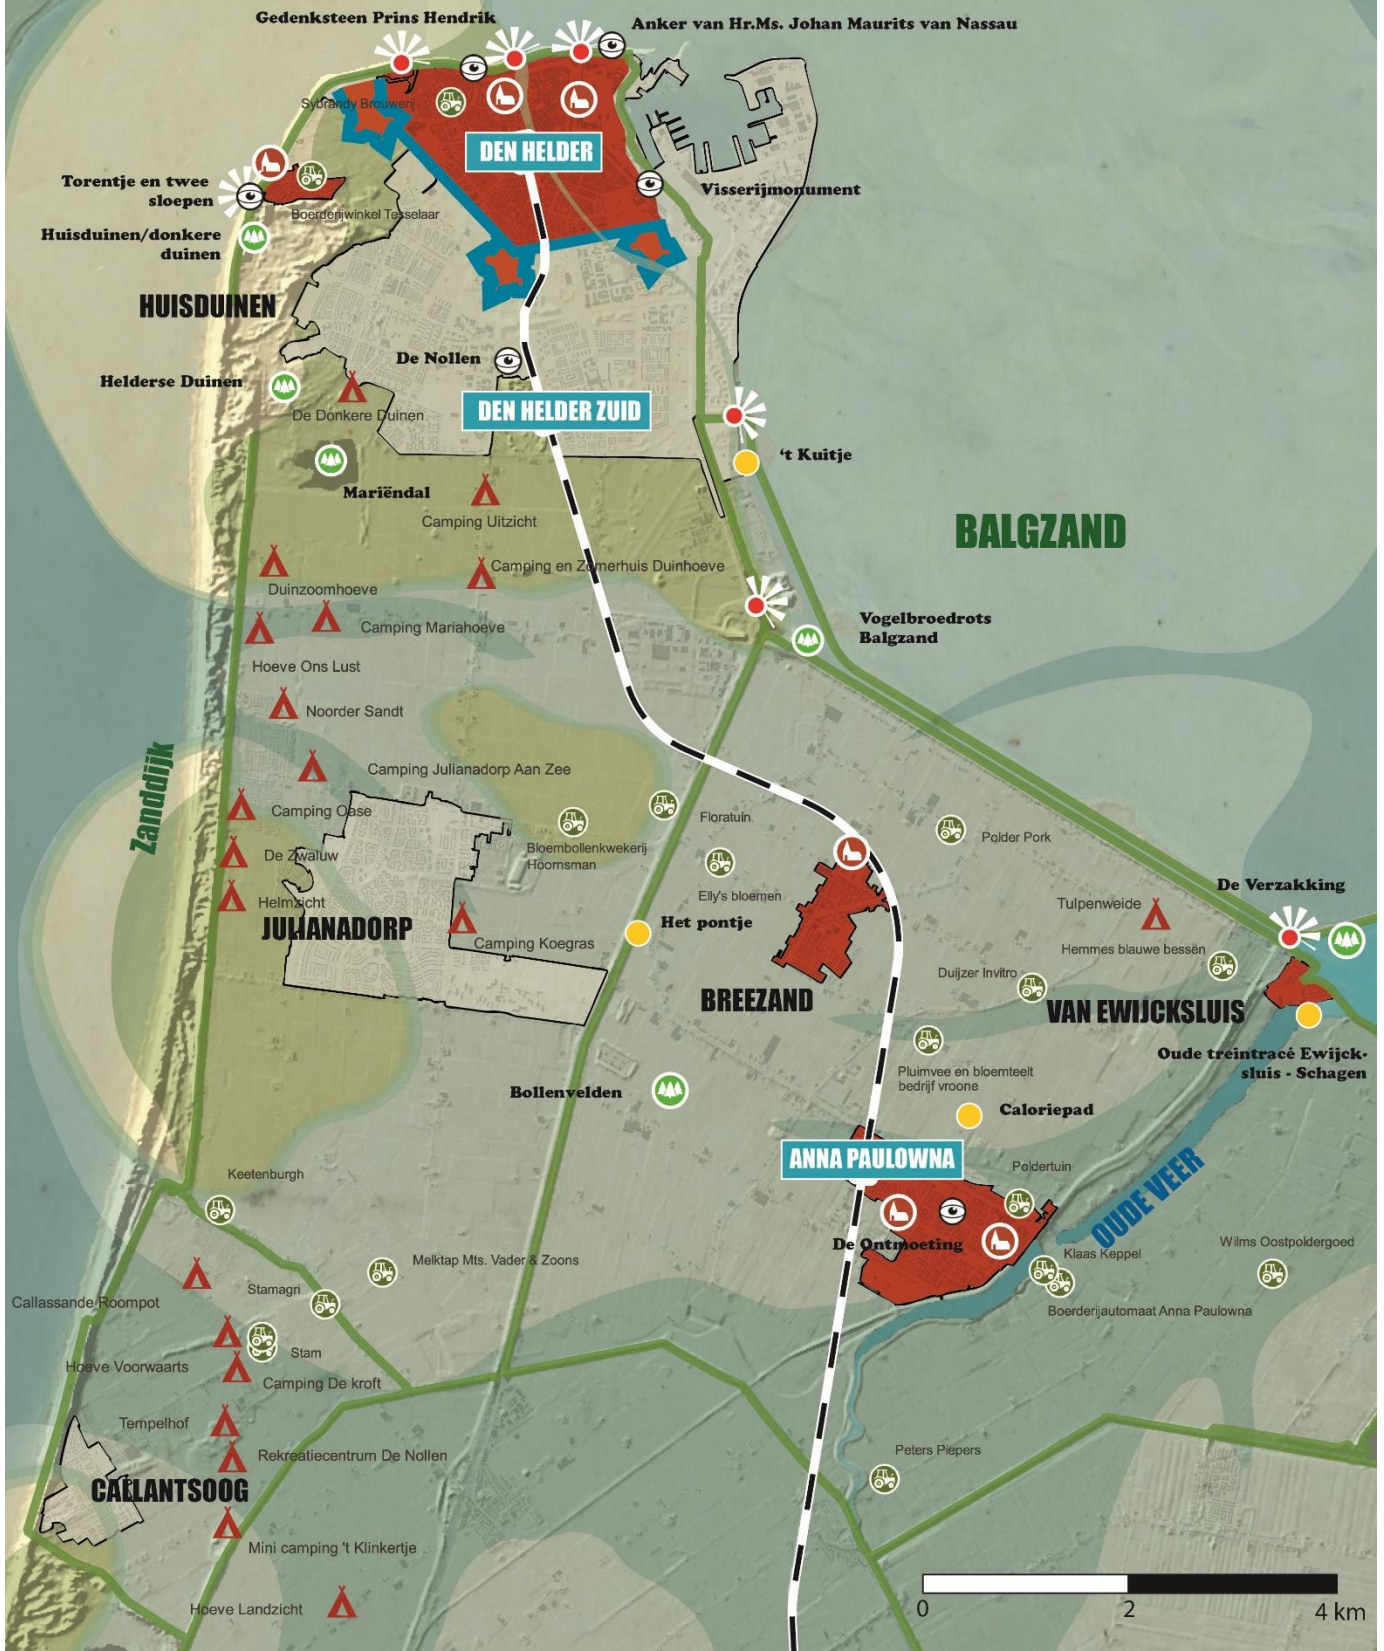 Gedenksteen Prins Hendrik
Anker van Hr.Ms. Johan Maurits van Nassau
Sybrandy Brouwerij
DEN HELDER
Torentje en twee
sloepen
Visserijmonument
Boerderijwinkel Tesselaar
Huisduinen/donkere
duinen
HUISDUINEN
De Nollen
Helderse Duinen
De Donkere Duinen
DEN HELDER ZUID
't Kuitje
Mariëndal
Camping Uitzicht
BALGZAND
Camping en Zomerhuis Duinhoeve
Duinzoomhoeve
Camping Mariahoeve
Vogelbroedrots
Balgzand
Hoeve Ons Lust
Noorder Sandt
Zanddijk
Camping Julianadorp Aan Zee
Camping Oase
Floratuin
Polder Pork
De Zwaluw
Bloembollenkwekerij
Hoornsman
Elly's bloemen
De Verzakking
Helmzicht
Tulpenweide
JULIANADORP
Camping Koegras
Het pontje
Hemmes blauwe bessen
Duijzer Invitro
BREEZAND
VAN EWIJCKSLUIS
Oude treintracé Ewijck-
sluis - Schagen
Pluimvee en bloemteelt
bedrijf vroone
Bollenvelden
Caloriepad
ANNA PAULOWNA
Poldertuin
Keetenburgh
OUDE VEER
De Ontmoeting
Klaas Keppel
Wilms Oostpoldergoed
Melktap Mts. Vader & Zoons
Stamagri
Callassande Roompot
Boerderijautomaat Anna Paulowna
Stam
Hoeve Voorwaarts
Camping De kroft
Tempelhof
Rekreatiecentrum De Nollen
Peters Piepers
CALLANTSOOG
Mini camping 't Klinkertje
Hoeve Landzicht
0
2
4 km